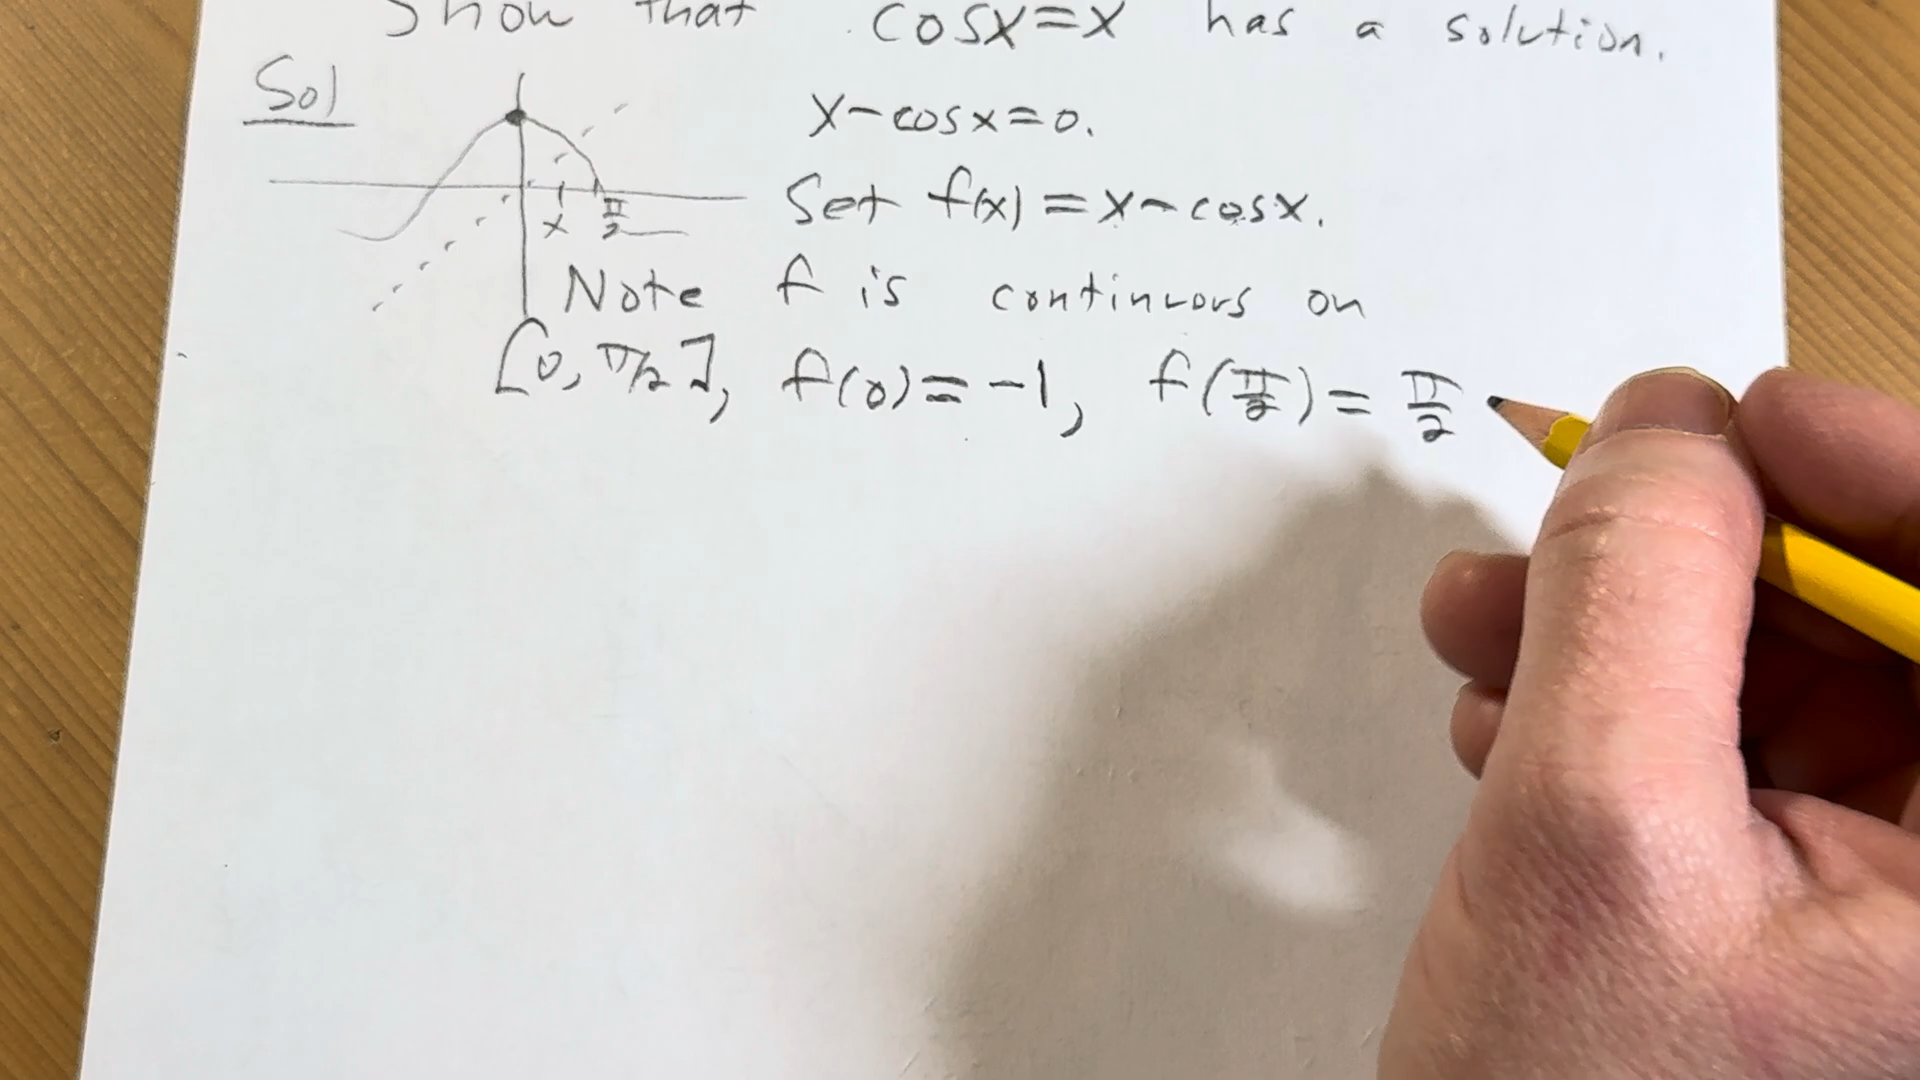 Show that cosx=x has a solution.
Sol
x-cosx=0.
Set f(x)=x-cosx.
x π/2
Note f is continuous on
[0, π/2], f(0)=-1, f(π/2)= π/2